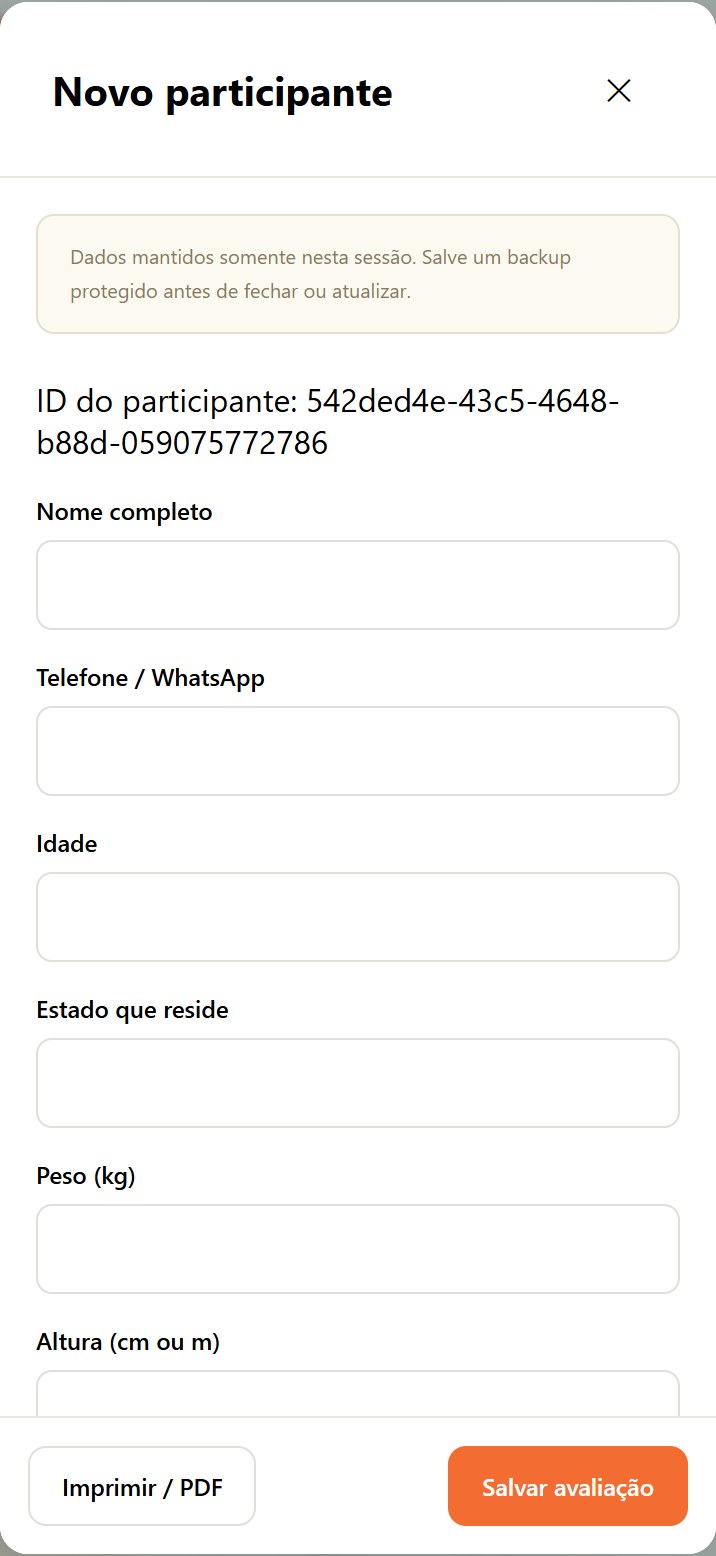 Novo participante
Dados mantidos somente nesta sessão. Salve um backup
protegido antes de fechar ou atualizar.
ID do participante: 542ded4e-43c5-4648-
b88d-059075772786
Nome completo
Telefone / WhatsApp
Idade
Estado que reside
Peso (kg)
Altura (cm ou m)
Imprimir / PDF
Salvar avaliação